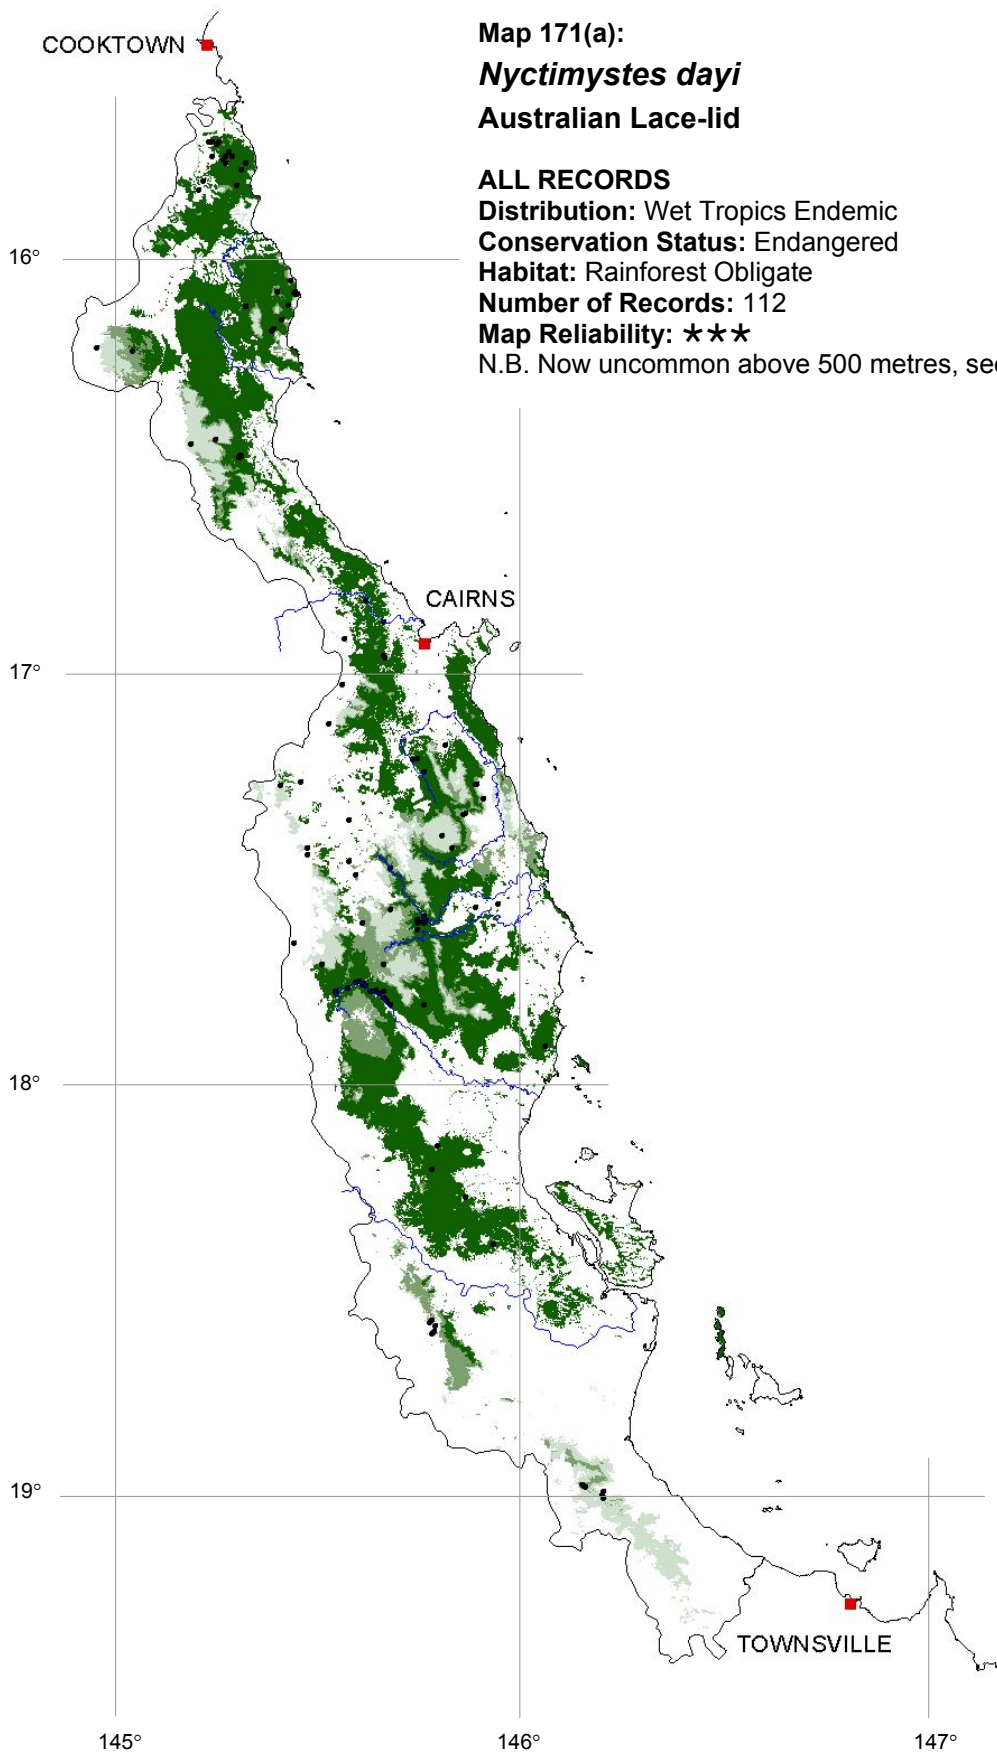 Map 171(a):
Nyctimystes dayi
Australian Lace-lid
ALL RECORDS
Distribution: Wet Tropics Endemic
Conservation Status: Endangered
Habitat: Rainforest Obligate
Number of Records: 112
Map Reliability: ★★★
N.B. Now uncommon above 500 metres, see
COOKTOWN
16°
CAIRNS
17°
18°
19°
TOWNSVILLE
145°
146°
147°